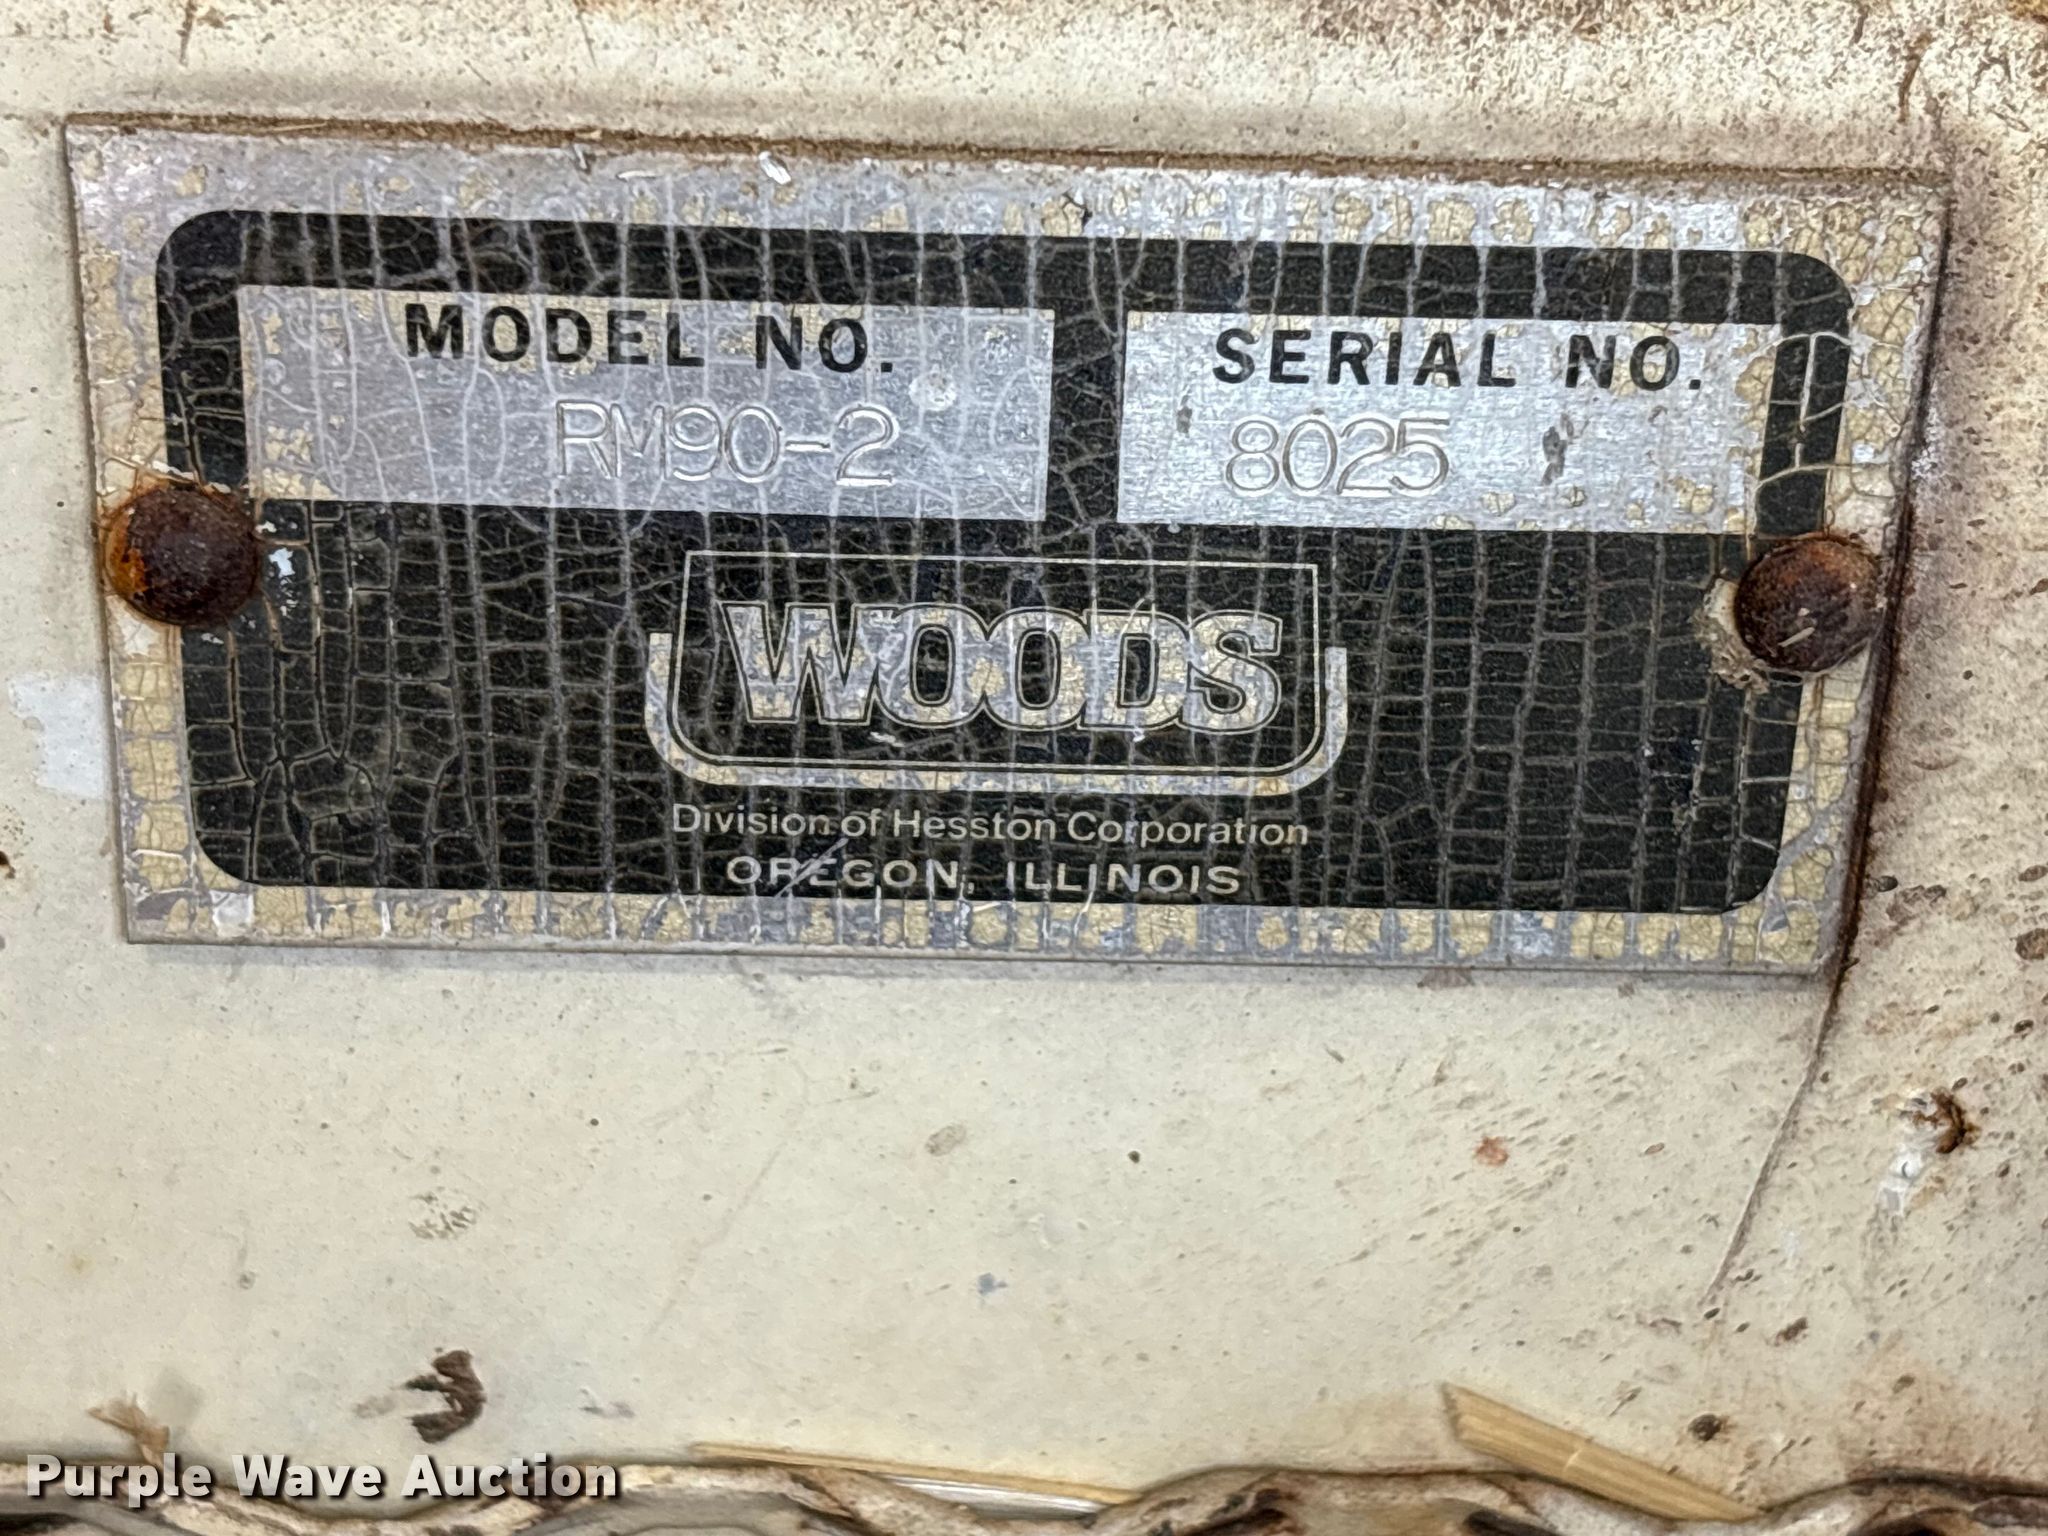 MODEL NO.
RM90-2
SERIAL NO.
8025
WOODS
Division of Hesston Corporation
OREGON, ILLINOIS
Purple Wave Auction